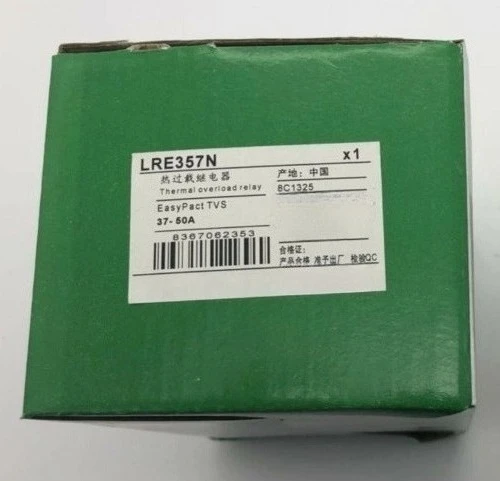 LRE357N x1
热过载继电器 产地: 中国
Thermal overload relay 8C1325
EasyPact TVS
37-50A
8367062353
合格证:
产品合格 准予出厂 检验QC